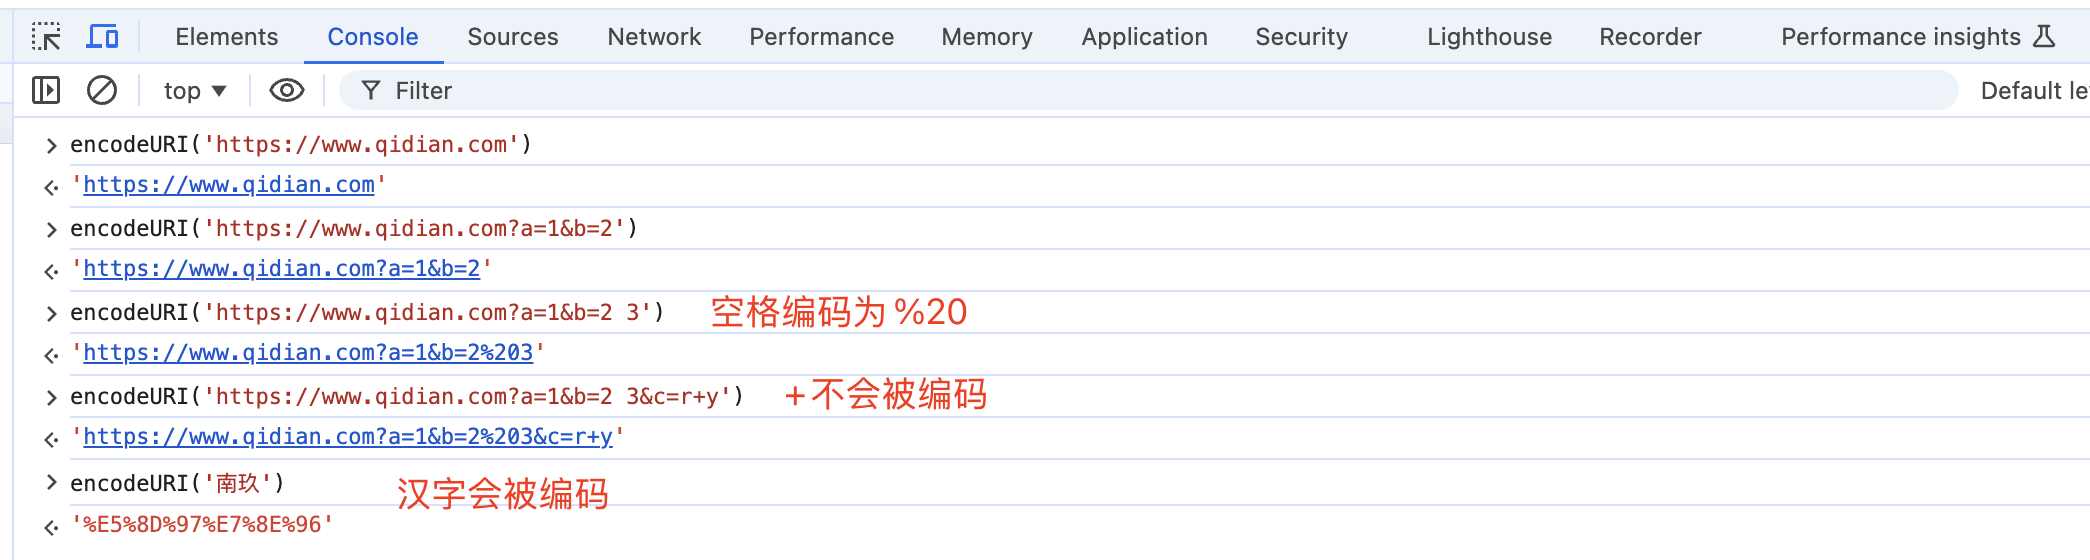 Elements Console Sources Network Performance Memory Application Security Lighthouse Recorder Performance insights
top Filter Default le
encodeURI('https://www.qidian.com')
'https://www.qidian.com'
encodeURI('https://www.qidian.com?a=1&b=2')
'https://www.qidian.com?a=1&b=2'
encodeURI('https://www.qidian.com?a=1&b=2 3') 空格编码为 %20
'https://www.qidian.com?a=1&b=2%203'
encodeURI('https://www.qidian.com?a=1&b=2 3&c=r+y') +不会被编码
'https://www.qidian.com?a=1&b=2%203&c=r+y'
encodeURI('南玖') 汉字会被编码
'%E5%8D%97%E7%8E%96'